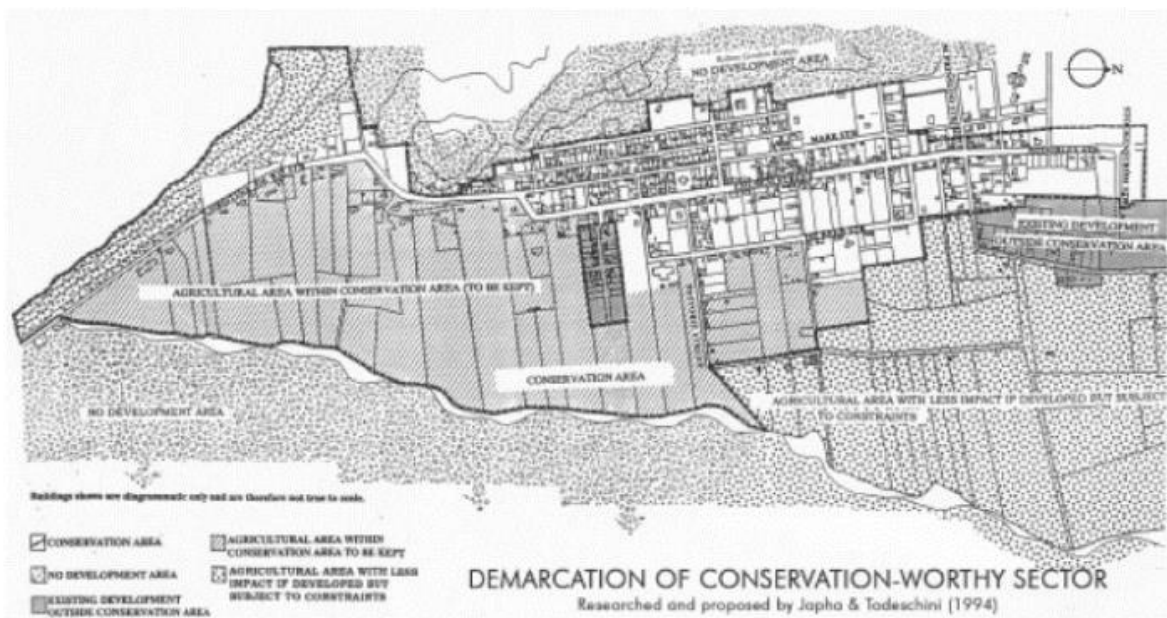 NO DEVELOPMENT AREA
N
MARK STR
EXISTING DEVELOPMENT
OUTSIDE CONSERVATION AREA
AGRICULTURAL AREA WITHIN CONSERVATION AREA (TO BE KEPT)
CONSERVATION AREA
AGRICULTURAL AREA WITH LESS IMPACT IF DEVELOPED BUT SUBJECT
TO CONSTRAINTS
NO DEVELOPMENT AREA
Buildings shown are diagrammatic only and are therefore not true to scale.
CONSERVATION AREA
NO DEVELOPMENT AREA
EXISTING DEVELOPMENT
OUTSIDE CONSERVATION AREA
AGRICULTURAL AREA WITHIN
CONSERVATION AREA TO BE KEPT
AGRICULTURAL AREA WITH LESS
IMPACT IF DEVELOPED BUT
SUBJECT TO CONSTRAINTS
DEMARCATION OF CONSERVATION-WORTHY SECTOR
Researched and proposed by Japha & Todeschini (1994)